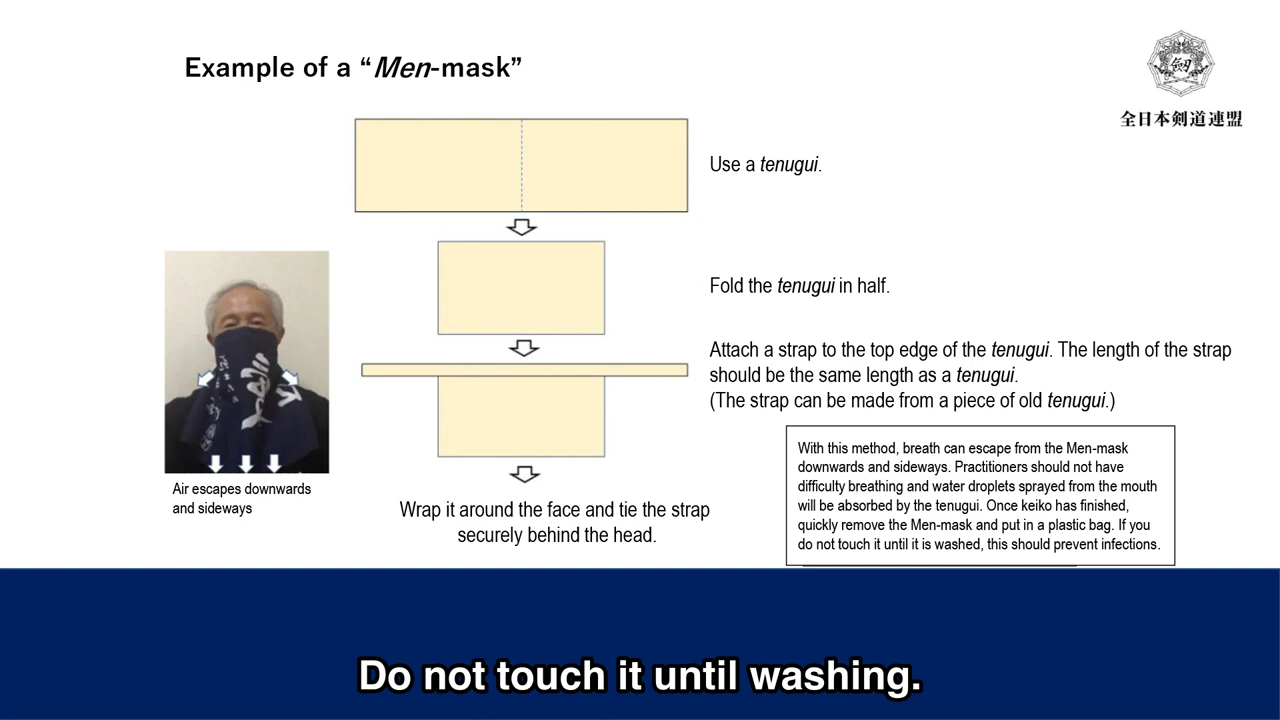 Example of a “Men-mask”
全日本剣道連盟
Use a tenugui.
Fold the tenugui in half.
Attach a strap to the top edge of the tenugui. The length of the strap
should be the same length as a tenugui.
(The strap can be made from a piece of old tenugui.)
Air escapes downwards
and sideways
Wrap it around the face and tie the strap
securely behind the head.
With this method, breath can escape from the Men-mask
downwards and sideways. Practitioners should not have
difficulty breathing and water droplets sprayed from the mouth
will be absorbed by the tenugui. Once keiko has finished,
quickly remove the Men-mask and put in a plastic bag. If you
do not touch it until it is washed, this should prevent infections.
Do not touch it until washing.